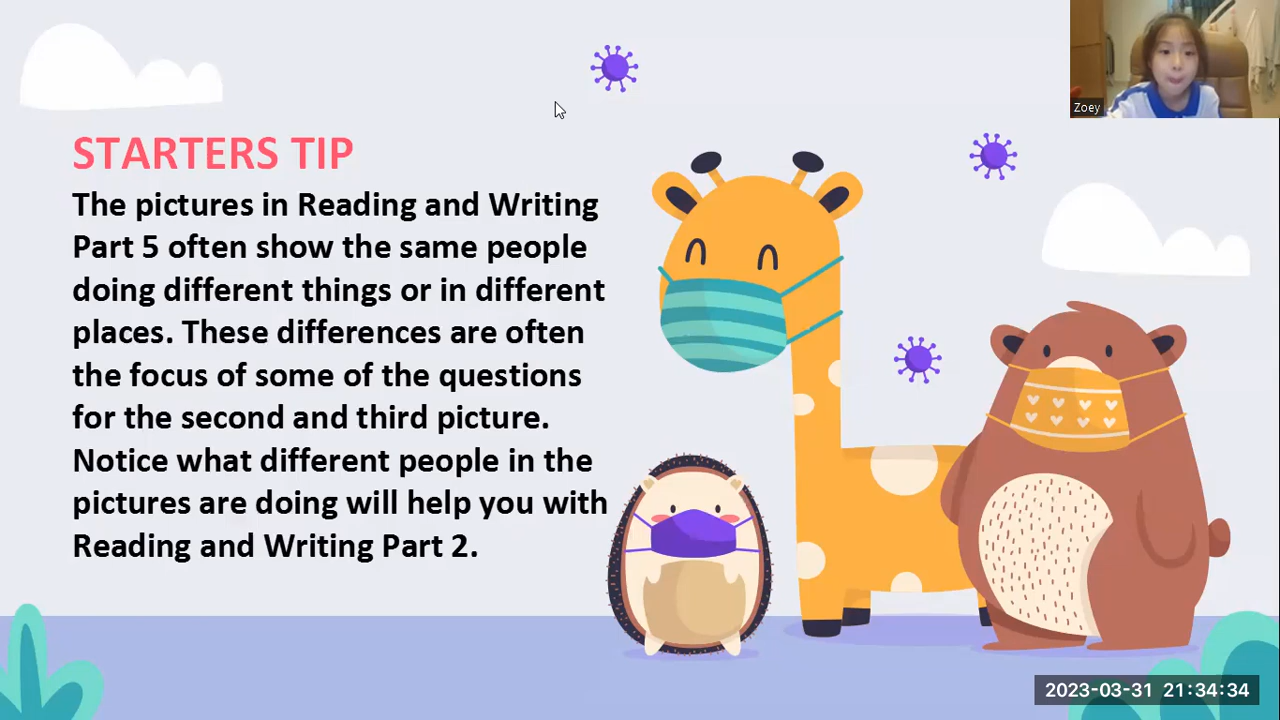 Zoey
STARTERS TIP
The pictures in Reading and Writing
Part 5 often show the same people
doing different things or in different
places. These differences are often
the focus of some of the questions
for the second and third picture.
Notice what different people in the
pictures are doing will help you with
Reading and Writing Part 2.
2023-03-31 21:34:34